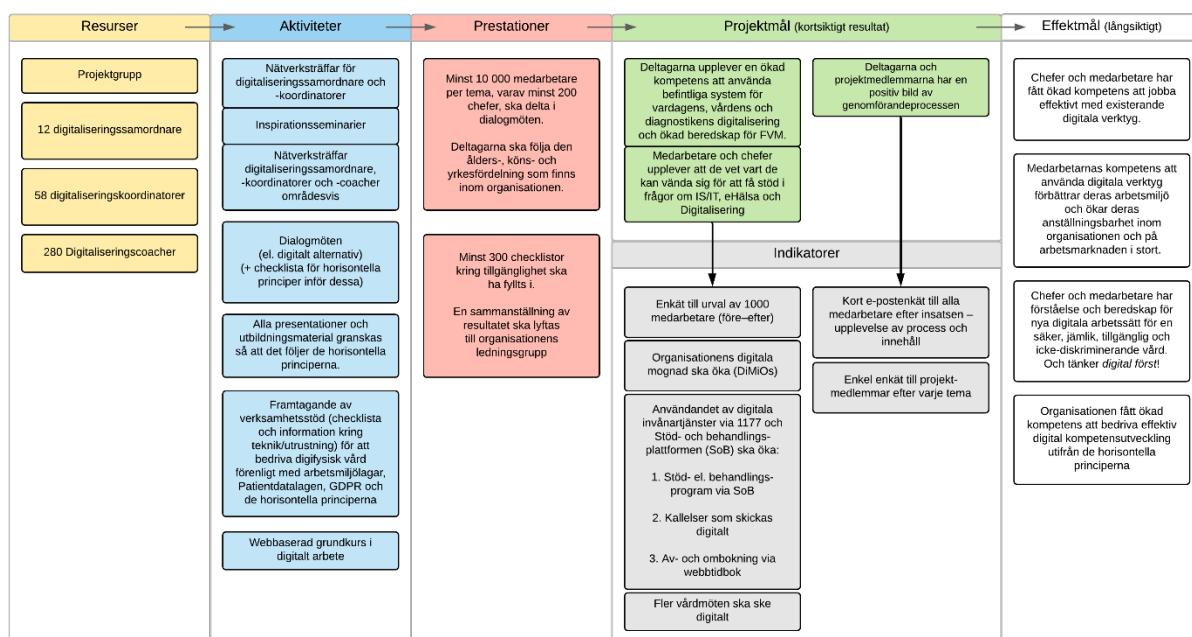 Resurser
Projektgrupp
12 digitaliseringssamordnare
58 digitaliseringskoordinatorer
280 Digitaliseringscoacher
Aktiviteter
Nätverksträffar för
digitaliseringssamordnare och
-koordinatorer
Inspirationsseminarier
Nätverksträffar
digitaliseringssamordnare,
-koordinatorer och -coacher
områdesvis
Dialogmöten
(el. digitalt alternativ)
(+ checklista för horisontella
principer inför dessa)
Alla presentationer och
utbildningsmaterial granskas
så att det följer de horisontella
principerna.
Framtagande av
verksamhetsstöd (checklista
och information kring
teknik/utrustning) för att
bedriva digifysisk vård
förenligt med arbetsmiljölagar,
Patientdatalagen, GDPR och
de horisontella principerna
Webbaserad grundkurs i
digitalt arbete
Prestationer
Minst 10 000 medarbetare
per tema, varav minst 200
chefer, ska delta i
dialogmöten.
Deltagarna ska följa den
ålders-, köns- och
yrkesfördelning som finns
inom organisationen.
Minst 300 checklistor
kring tillgänglighet ska
ha fyllts i.
En sammanställning av
resultatet ska lyftas
till organisationens
ledningsgrupp
Projektmål (kortsiktigt resultat)
Deltagarna upplever en ökad
kompetens att använda
befintliga system för
vardagens, vårdens och
diagnostikens digitalisering
och ökad beredskap för FVM.
Medarbetare och chefer
upplever att de vet vart de
kan vända sig för att få stöd i
frågor om IS/IT, eHälsa och
Digitalisering
Deltagarna och
projektmedlemmarna har en
positiv bild av
genomförandeprocessen
Indikatorer
Enkät till urval av 1000
medarbetare (före–efter)
Organisationens digitala
mognad ska öka (DiMiOs)
Användandet av digitala
invånartjänster via 1177 och
Stöd- och behandlings-
plattformen (SoB) ska öka:
1. Stöd- el. behandlings-
program via SoB
2. Kallelser som skickas
digitalt
3. Av- och ombokning via
webbtidbok
Fler vårdmöten ska ske
digitalt
Kort e-postenkät till alla
medarbetare efter insatsen –
upplevelse av process och
innehåll
Enkel enkät till projekt-
medlemmar efter varje tema
Effektmål (långsiktigt)
Chefer och medarbetare har
fått ökad kompetens att jobba
effektivt med existerande
digitala verktyg.
Medarbetarnas kompetens att
använda digitala verktyg
förbättrar deras arbetsmiljö
och ökar deras
anställningsbarhet inom
organisationen och på
arbetsmarknaden i stort.
Chefer och medarbetare har
förståelse och beredskap för
nya digitala arbetssätt för en
säker, jämlik, tillgänglig och
icke-diskriminerande vård.
Och tänker digital först!
Organisationen fått ökad
kompetens att bedriva effektiv
digital kompetensutveckling
utifrån de horisontella
principerna